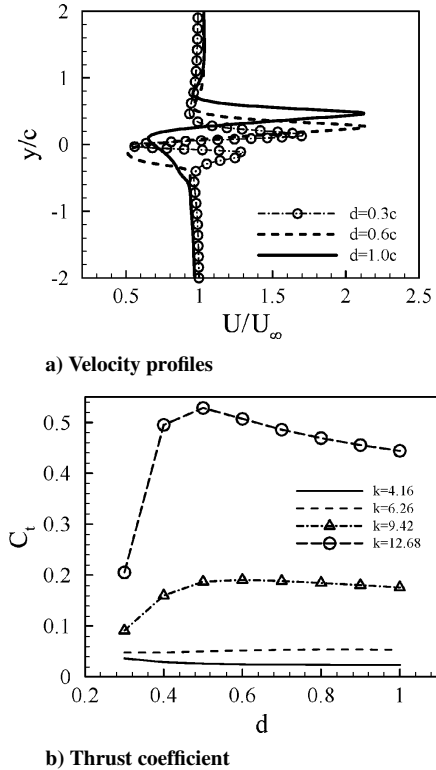 2
1
y/c
0
-1
-2
d=0.3c
d=0.6c
d=1.0c
0.5
1
1.5
2
2.5
U/U∞
a) Velocity profiles
0.5
0.4
Ct
0.3
0.2
0.1
0
k=4.16
k=6.26
k=9.42
k=12.68
0.2
0.4
0.6
0.8
1
d
b) Thrust coefficient